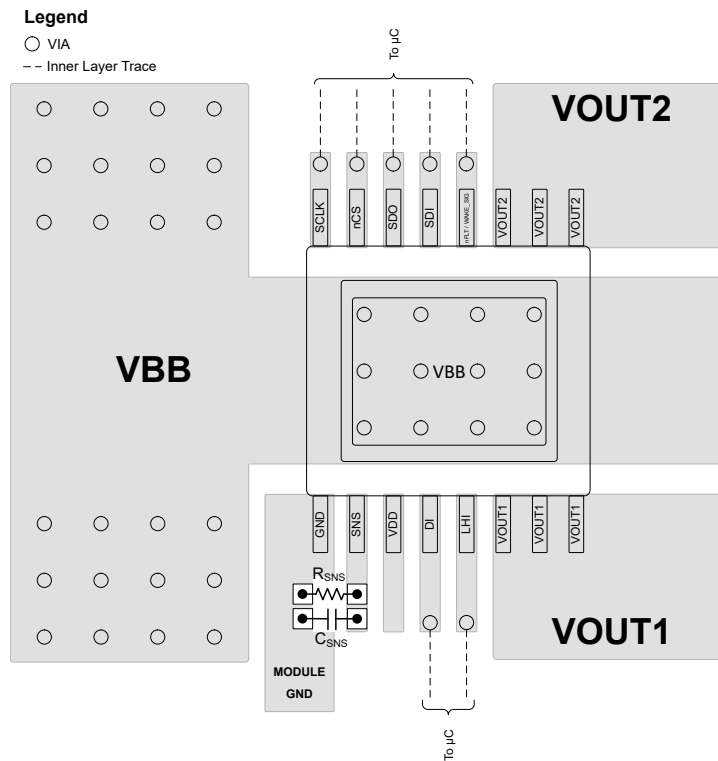 Legend
VIA
Inner Layer Trace
To µC
VOUT2
SCLK
nCS
SDO
SDI
nFLT / WAKE_SIG
VOUT2
VOUT2
VOUT2
VBB
VBB
GND
SNS
VDD
DI
LHI
VOUT1
VOUT1
VOUT1
RSNS
CSNS
VOUT1
MODULE
GND
To µC